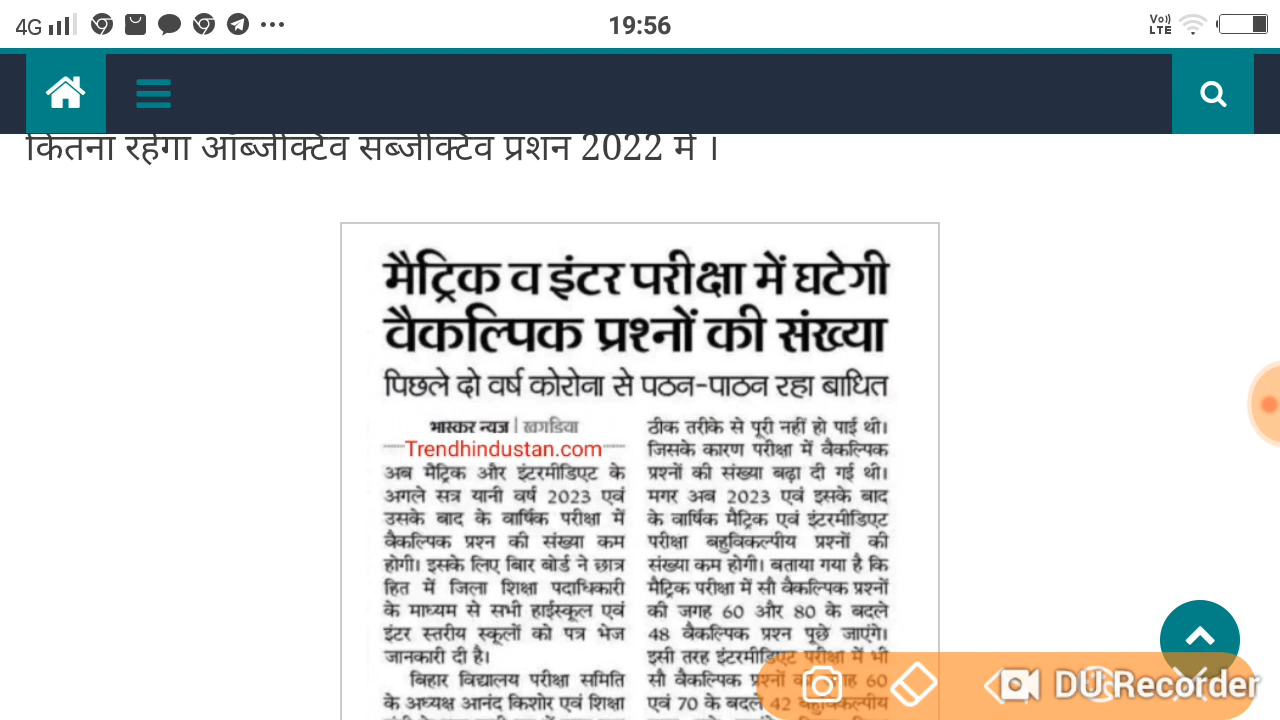 4G
19:56
Vo)) LTE
कितना रहेगा ऑब्जेक्टिव सब्जेक्टिव प्रशन 2022 में ।
मैट्रिक व इंटर परीक्षा में घटेगी
वैकल्पिक प्रश्नों की संख्या
पिछले दो वर्ष कोरोना से पठन-पाठन रहा बाधित
भास्कर न्यूज | खगड़िया
Trendhindustan.com
अब मैट्रिक और इंटरमीडिएट के
अगले सत्र यानी वर्ष 2023 एवं
उसके बाद के वार्षिक परीक्षा में
वैकल्पिक प्रश्न की संख्या कम
होगी। इसके लिए बिार बोर्ड ने छात्र
हित में जिला शिक्षा पदाधिकारी
के माध्यम से सभी हाईस्कूल एवं
इंटर स्तरीय स्कूलों को पत्र भेज
जानकारी दी है।
बिहार विद्यालय परीक्षा समिति
के अध्यक्ष आनंद किशोर एवं शिक्षा
ठीक तरीके से पूरी नहीं हो पाई थी।
जिसके कारण परीक्षा में वैकल्पिक
प्रश्नों की संख्या बढ़ा दी गई थी।
मगर अब 2023 एवं इसके बाद
के वार्षिक मैट्रिक एवं इंटरमीडिएट
परीक्षा बहुविकल्पीय प्रश्नों की
संख्या कम होगी। बताया गया है कि
मैट्रिक परीक्षा में सौ वैकल्पिक प्रश्नों
की जगह 60 और 80 के बदले
48 वैकल्पिक प्रश्न पूछे जाएंगे।
इसी तरह इंटरमीडिएट परीक्षा में भी
सौ वैकल्पिक प्रश्नों की जगह 60
एवं 70 के बदले 42 बहुविकल्पीय
DU Recorder